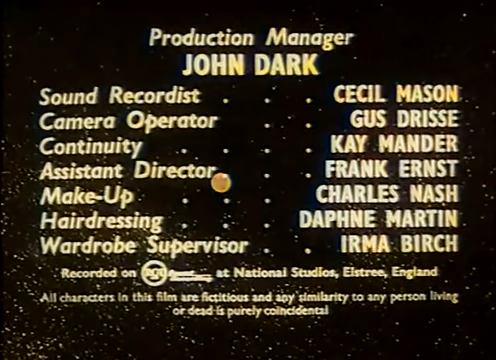 Production Manager
JOHN DARK
Sound Recordist . . . CECIL MASON
Camera Operator . . GUS DRISSE
Continuity . . . . KAY MANDER
Assistant Director . . . FRANK ERNST
Make-Up . . . . CHARLES NASH
Hairdressing . . . DAPHNE MARTIN
Wardrobe Supervisor . . IRMA BIRCH
Recorded on RCA at National Studios, Elstree, England
All characters in this film are fictitious and any similarity to any person living
or dead is purely coincidental